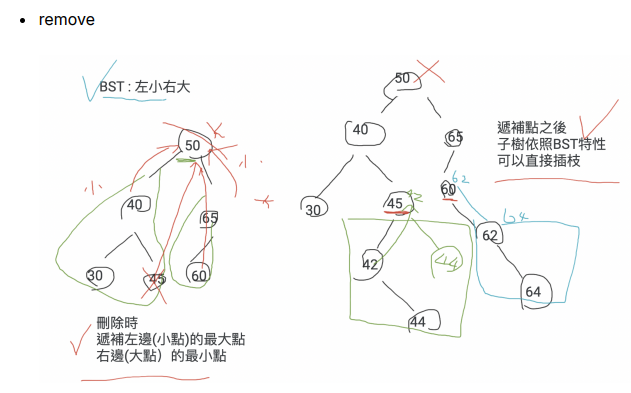 remove
BST : 左小右大
50
小
小
大
40
65
30
45
60
刪除時
遞補左邊(小點)的最大點
右邊(大點）的最小點
50
40
65
遞補點之後
子樹依照BST特性
可以直接插枝
30
45
42
60
62
64
62
42
44
64
44